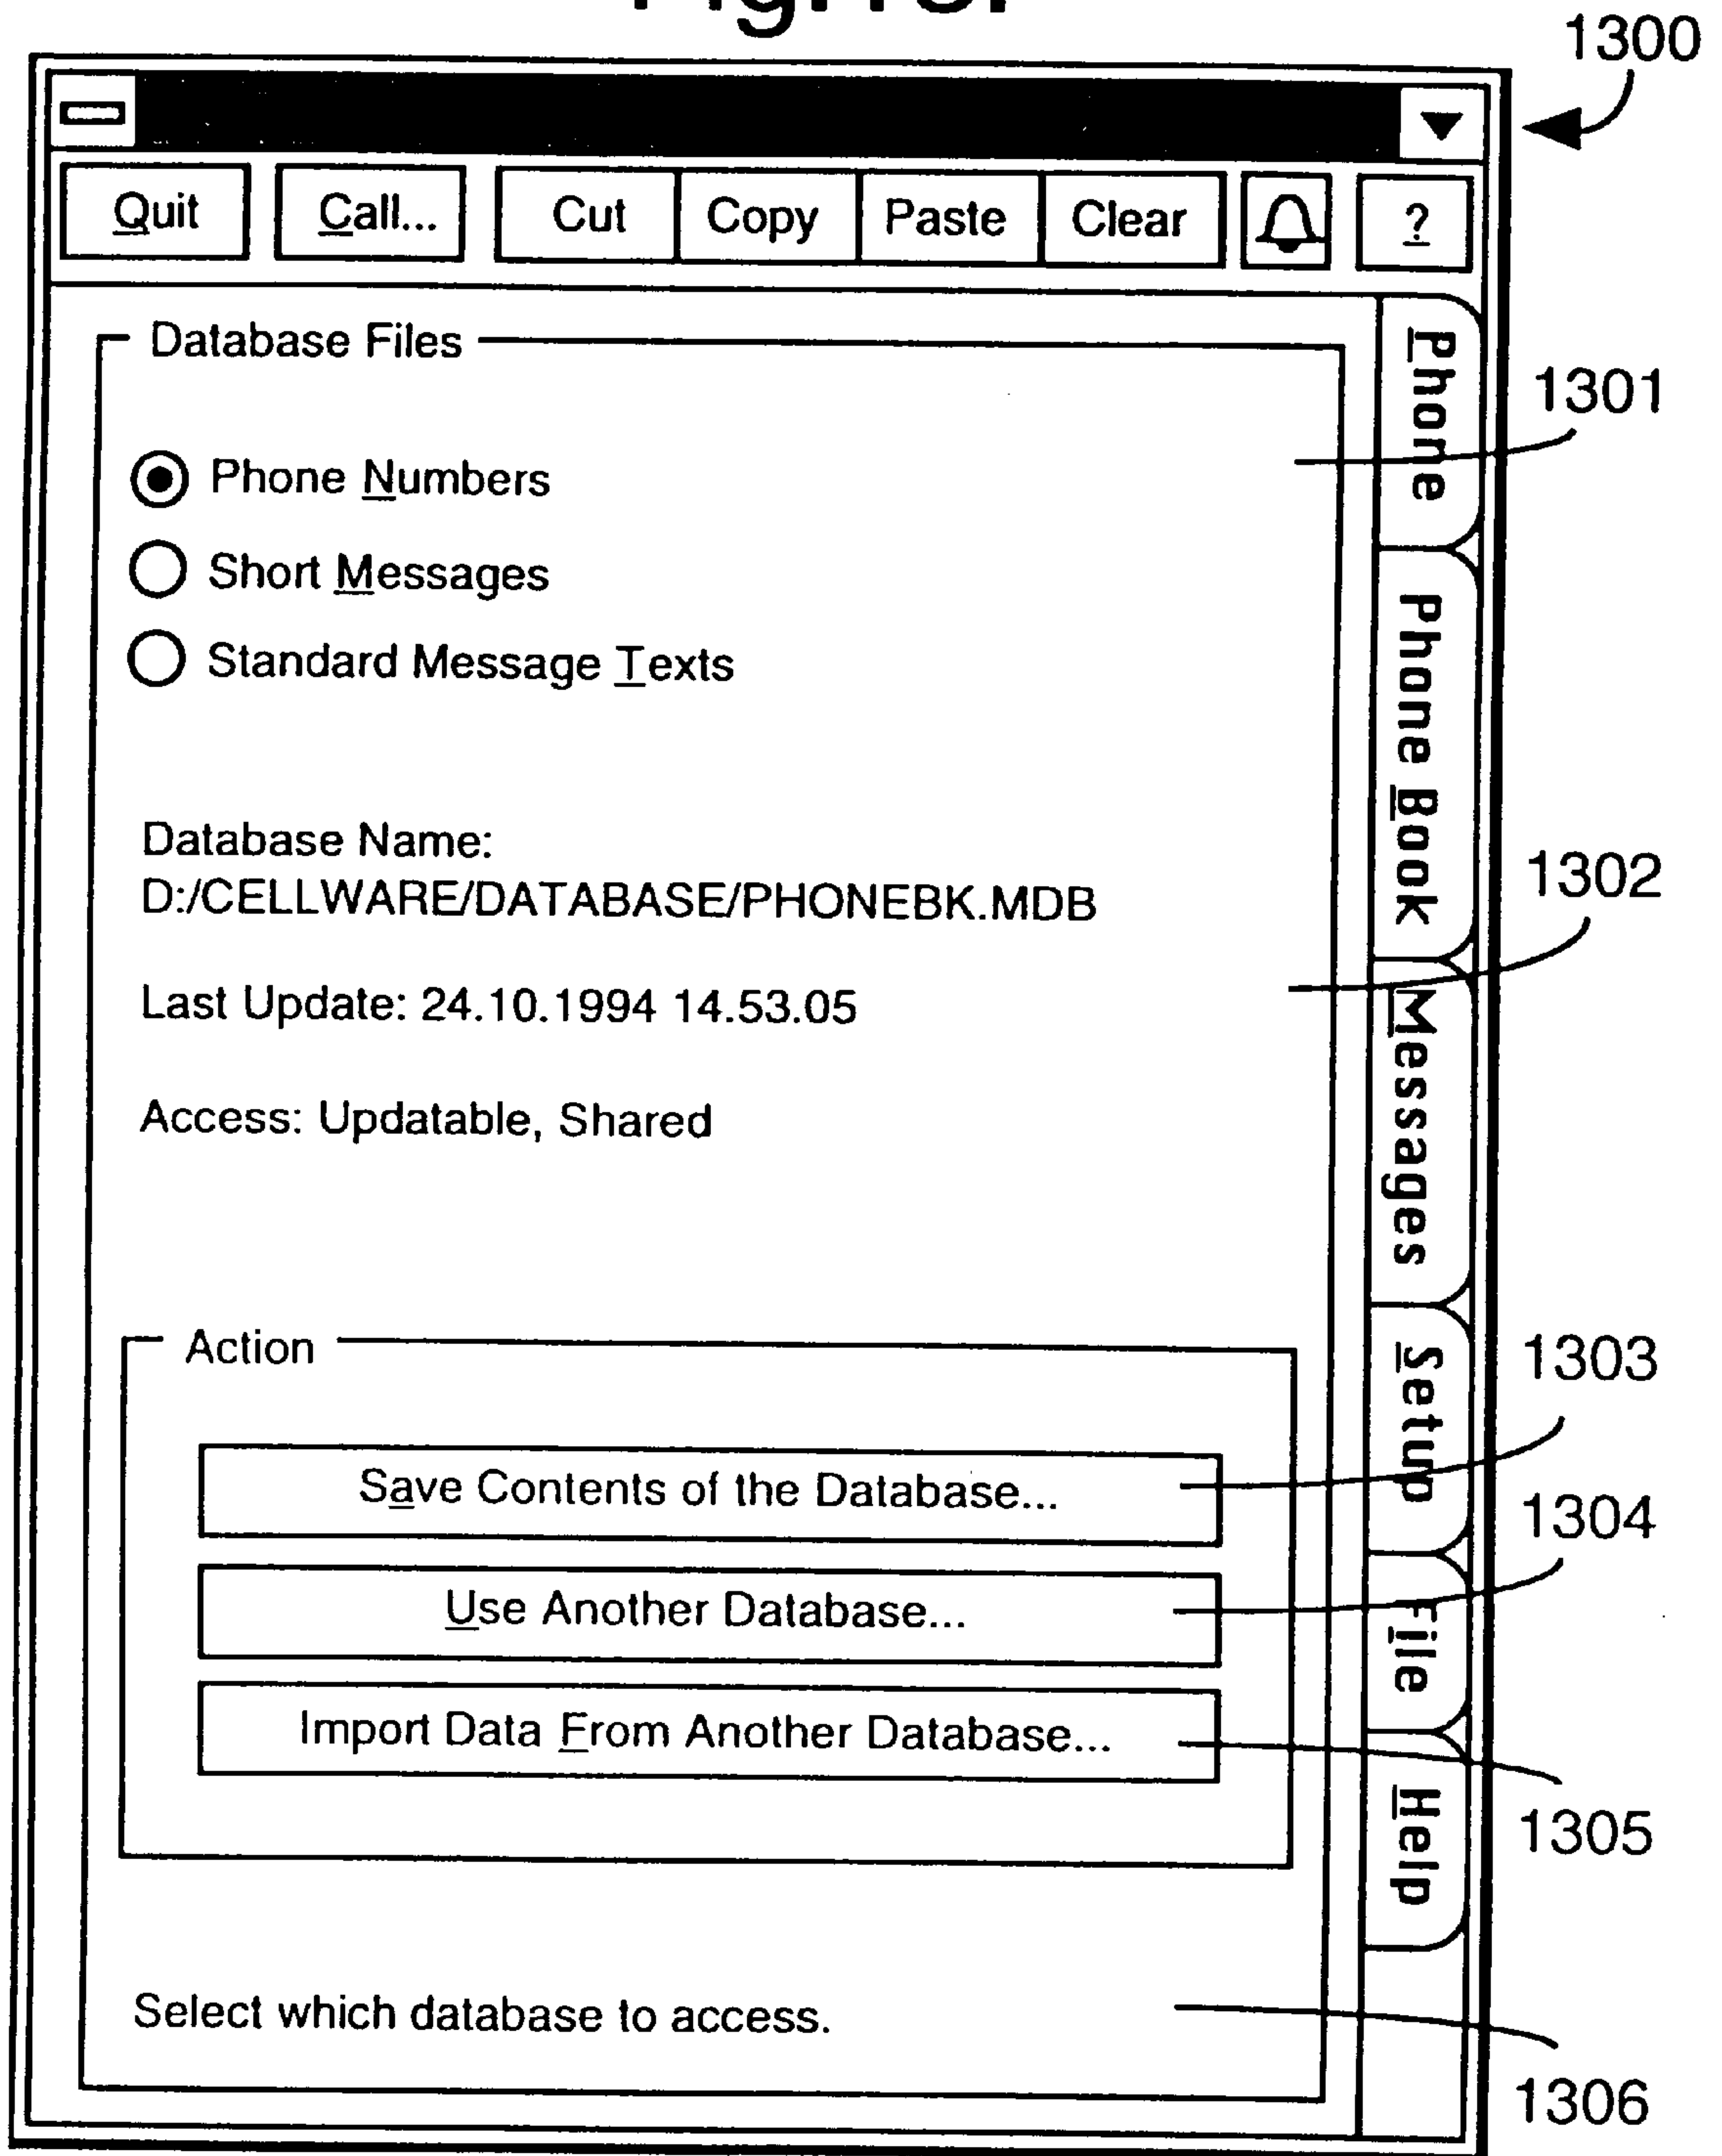 1300
Quit Call... Cut Copy Paste Clear ?
Database Files
Phone
1301
Phone Numbers
Short Messages
Standard Message Texts
Phone Book
Database Name:
1302
D:/CELLWARE/DATABASE/PHONEBK.MDB
Last Update: 24.10.1994 14.53.05
Messages
Access: Updatable, Shared
Action
Setup
1303
Save Contents of the Database...
1304
Use Another Database...
File
Import Data From Another Database...
1305
Help
Select which database to access.
1306